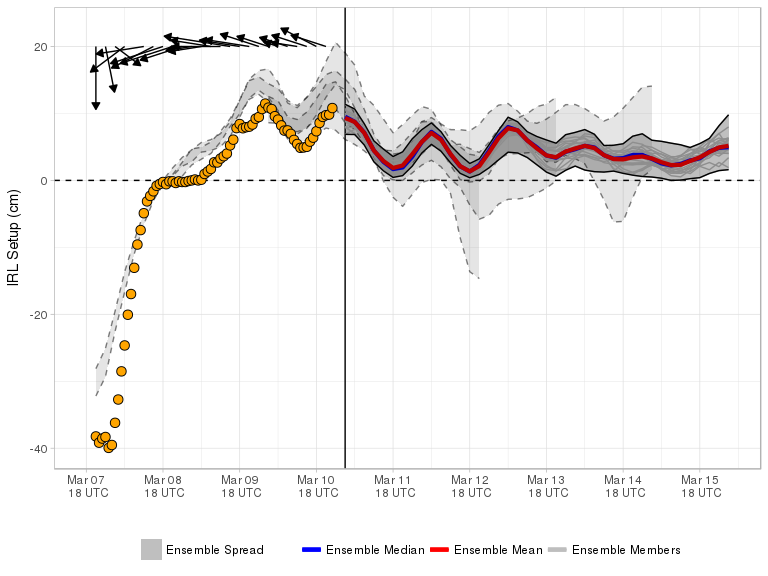 IRL Setup (cm)
20
0
-20
-40
Mar 07 Mar 08 Mar 09 Mar 10 Mar 11 Mar 12 Mar 13 Mar 14 Mar 15
18 UTC 18 UTC 18 UTC 18 UTC 18 UTC 18 UTC 18 UTC 18 UTC 18 UTC
Ensemble Spread Ensemble Median Ensemble Mean Ensemble Members